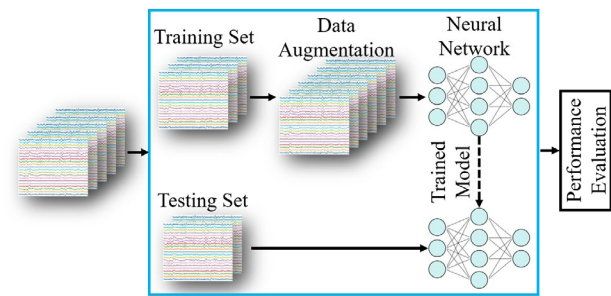 Training Set
Data
Augmentation
Neural
Network
Trained
Model
Testing Set
Performance
Evaluation